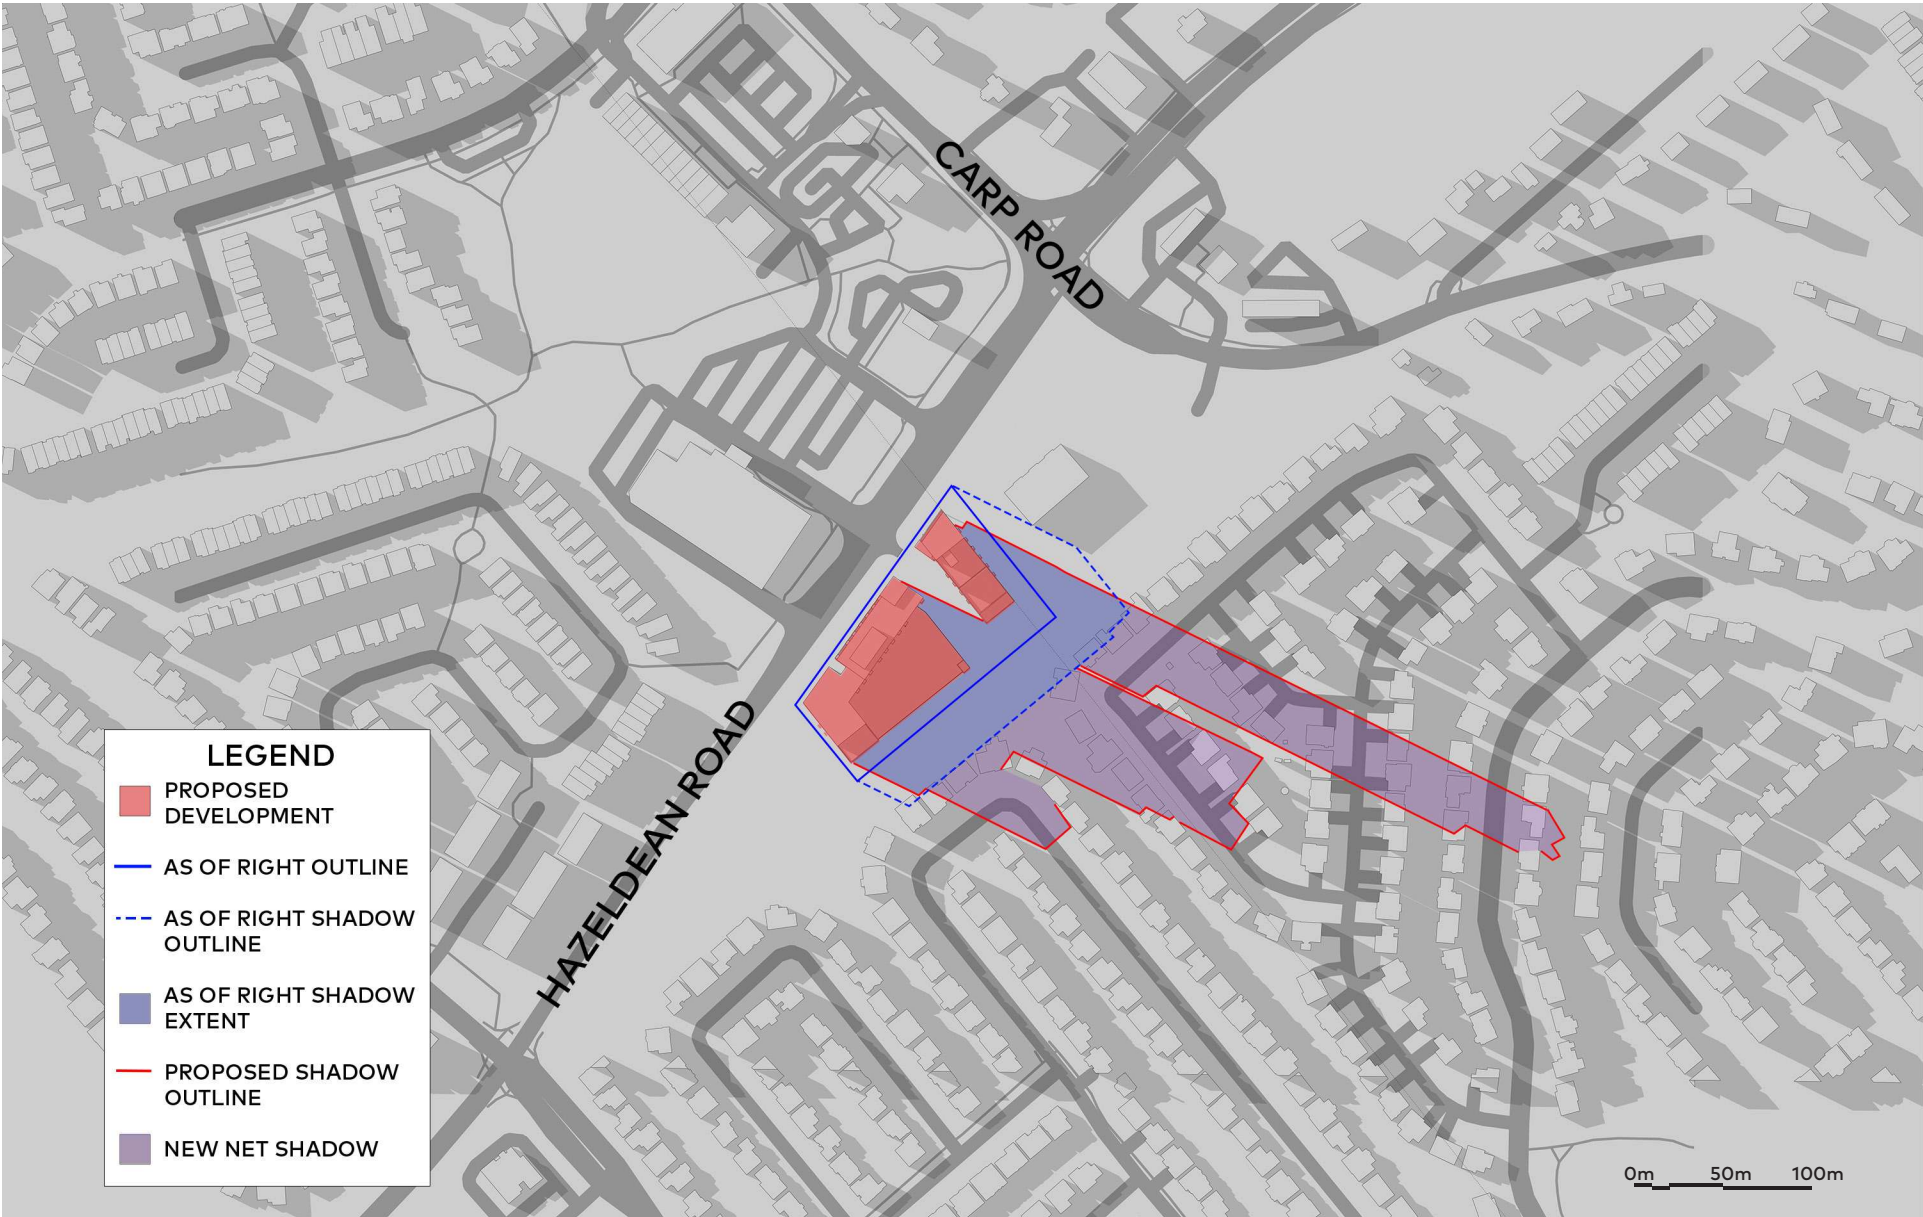 CARP ROAD
HAZELDEAN ROAD
LEGEND
PROPOSED
DEVELOPMENT
AS OF RIGHT OUTLINE
AS OF RIGHT SHADOW
OUTLINE
AS OF RIGHT SHADOW
EXTENT
PROPOSED SHADOW
OUTLINE
NEW NET SHADOW
0m 50m 100m